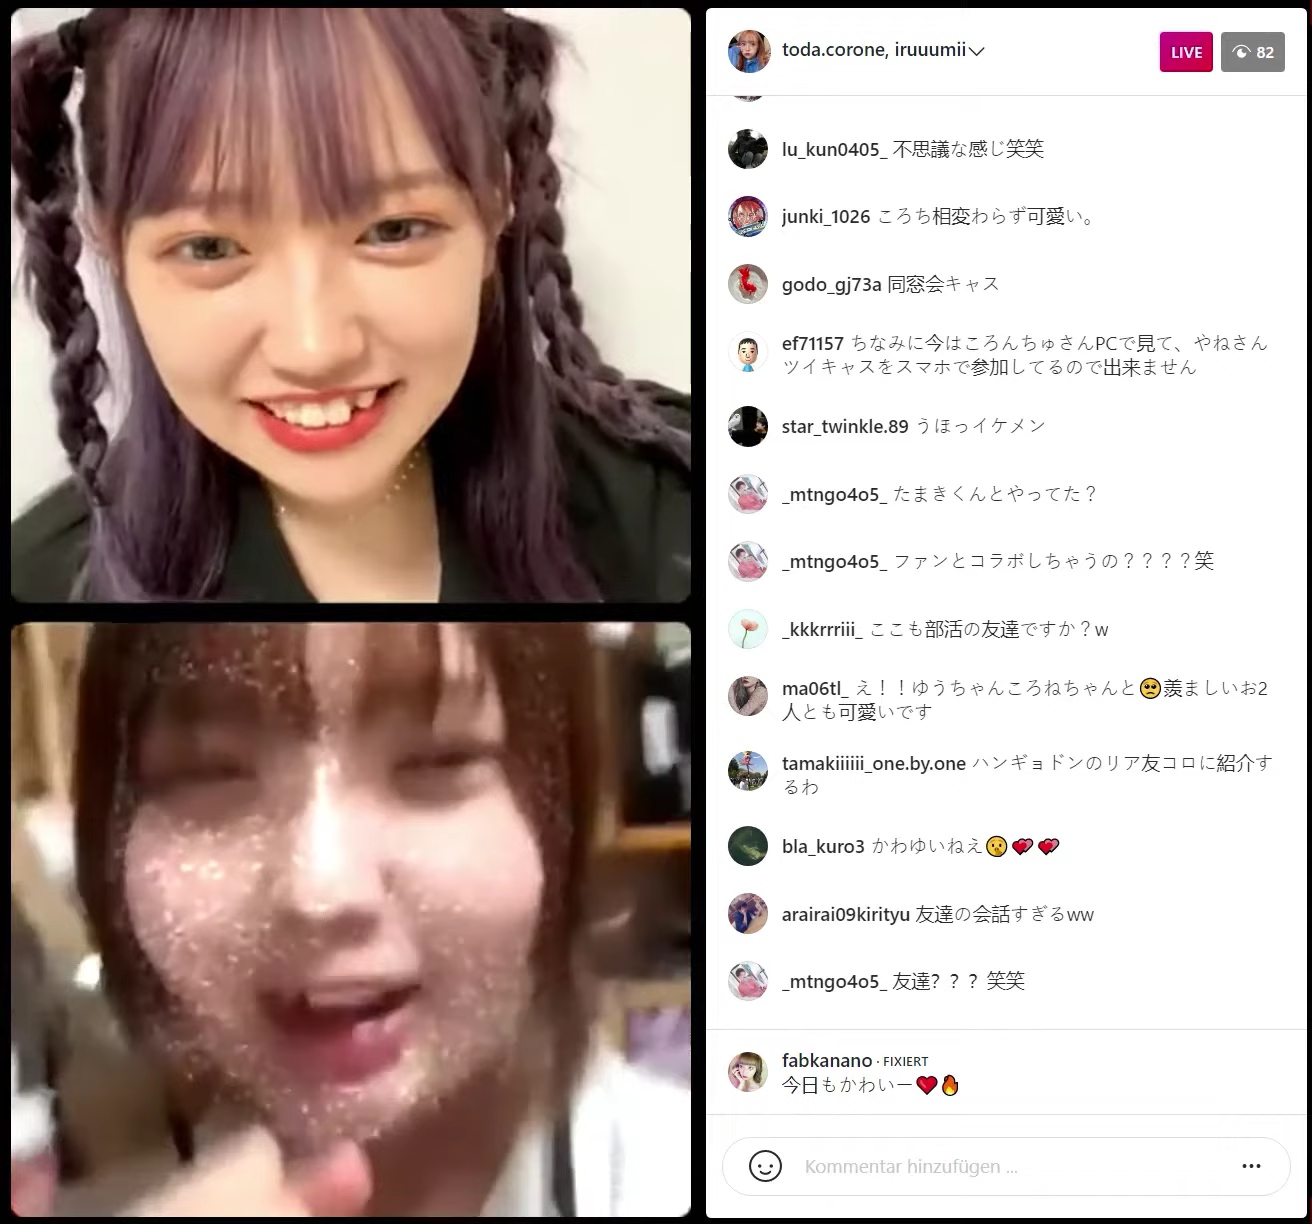 toda.corone, iruuumii
LIVE
82
lu_kun0405_ 不思議な感じ笑笑
junki_1026 ころち相変わらず可愛い。
godo_gj73a 同窓会キャス
ef71157 ちなみに今はころんちゅさんPCで見て、やねさん
ツイキャスをスマホで参加してるので出来ません
star_twinkle.89 うほっイケメン
_mtngo4o5_ たまきくんとやってた？
_mtngo4o5_ ファンとコラボしちゃうの？？？？笑
_kkkrrriii_ ここも部活の友達ですか？w
ma06tl_ え！！ゆうちゃんころねちゃんと🥺羨ましいお2
人とも可愛いです
tamakiiiiii_one.by.one ハンギョドンのリア友コロに紹介す
るわ
bla_kuro3 かわゆいねえ🤫💕💕
arairai09kirityu 友達の会話すぎるww
_mtngo4o5_ 友達？？？笑笑
fabkanano · FIXIERT
今日もかわいー❤️🔥
Kommentar hinzufügen ...